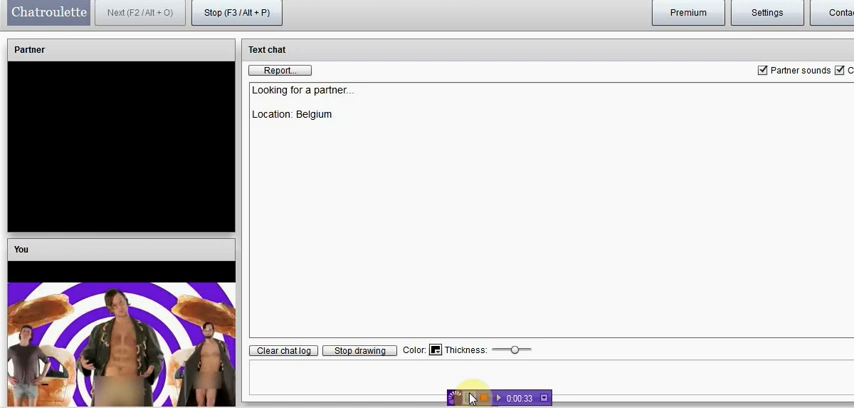 Chatroulette
Next (F2 / Alt + O)
Stop (F3 / Alt + P)
Premium
Settings
Contac
Partner
Text chat
Report...
Partner sounds
C
Looking for a partner...
Location: Belgium
You
Clear chat log
Stop drawing
Color:
Thickness:
0:00:33